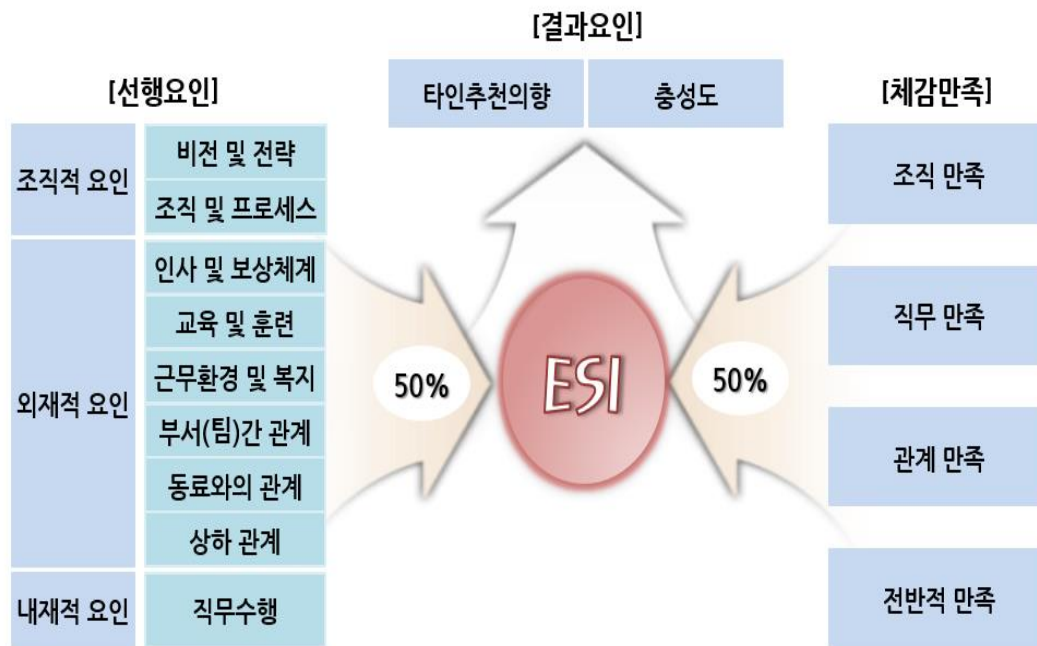 [결과요인]
타인추천의향 충성도
[선행요인]
조직적 요인
비전 및 전략
조직 및 프로세스
외재적 요인
인사 및 보상체계
교육 및 훈련
근무환경 및 복지
부서(팀)간 관계
동료와의 관계
상하 관계
내재적 요인
직무수행
50%
ESI
50%
[체감만족]
조직 만족
직무 만족
관계 만족
전반적 만족